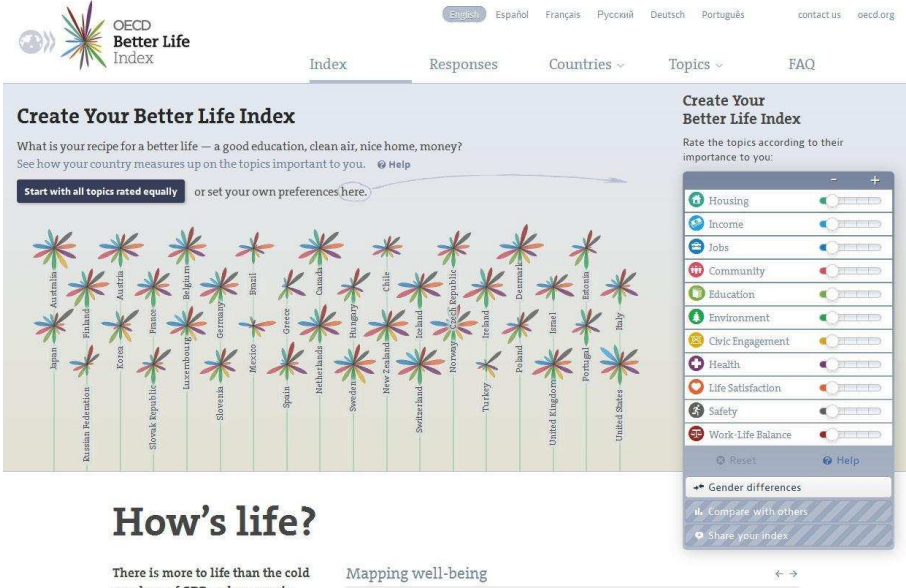 OECD
Better Life
Index
English Español Français Русский Deutsch Português contact us oecd.org
Index Responses Countries Topics FAQ
Create Your Better Life Index
What is your recipe for a better life — a good education, clean air, nice home, money?
See how your country measures up on the topics important to you. Help
Start with all topics rated equally or set your own preferences here.
Australia
Austria
Belgium
Brazil
Canada
Chile
Czech Republic
Denmark
Estonia
Finland
France
Germany
Greece
Hungary
Iceland
Ireland
Israel
Italy
Japan
Korea
Luxembourg
Mexico
Netherlands
New Zealand
Norway
Poland
Portugal
Russian Federation
Slovak Republic
Slovenia
Spain
Sweden
Switzerland
Turkey
United Kingdom
United States
Create Your
Better Life Index
Rate the topics according to their
importance to you:
- +
Housing
Income
Jobs
Community
Education
Environment
Civic Engagement
Health
Life Satisfaction
Safety
Work-Life Balance
Reset Help
Gender differences
Compare with others
Share your index
How's life?
There is more to life than the cold
Mapping well-being